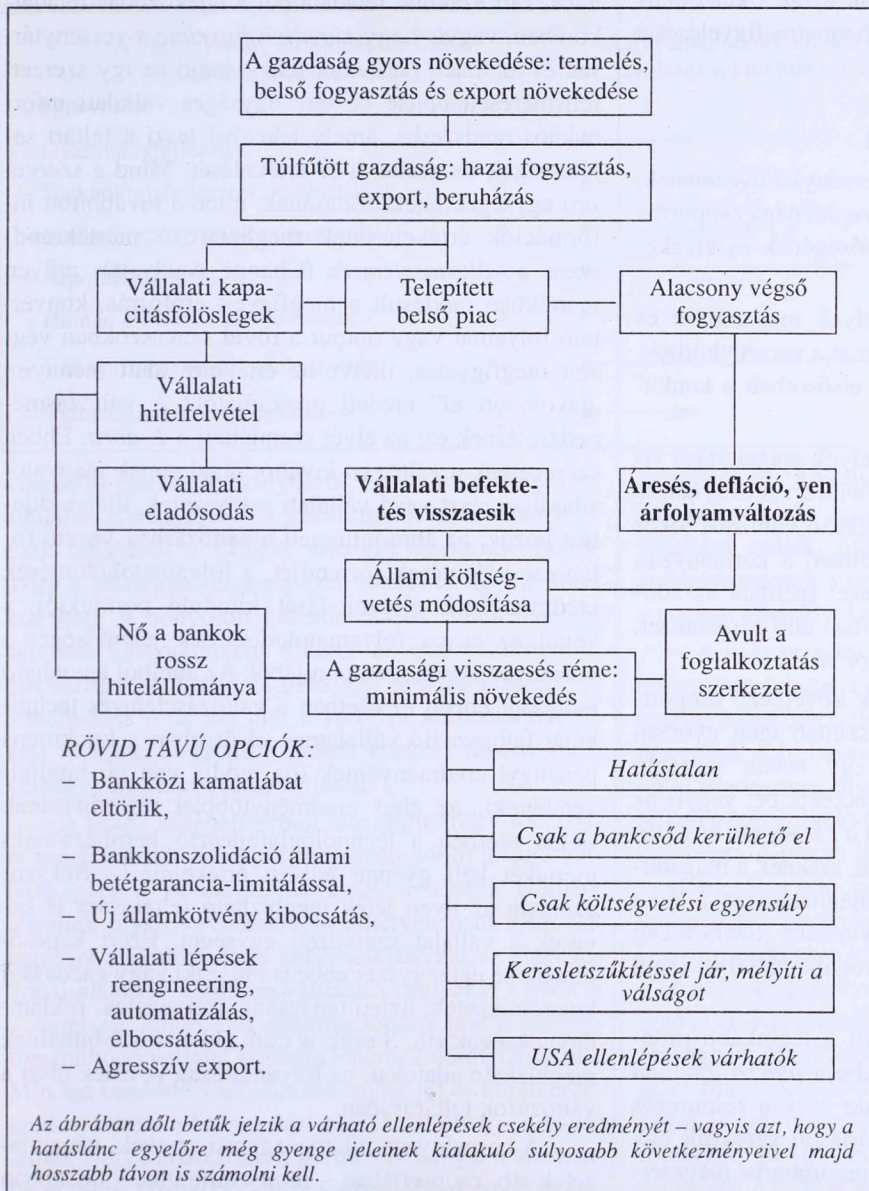 A gazdaság gyors növekedése: termelés,
belső fogyasztás és export növekedése
Túlfűtött gazdaság: hazai fogyasztás,
export, beruházás
Vállalati kapa-
citásfölöslegek
Telepített
belső piac
Alacsony végső
fogyasztás
Vállalati
hitelfelvétel
Vállalati
eladósodás
Vállalati befekte-
tés visszaesik
Áresés, defláció, yen
árfolyamváltozás
Állami költség-
vetés módosítása
Nő a bankok
rossz
hitelállománya
A gazdasági visszaesés réme:
minimális növekedés
Avult a
foglalkoztatás
szerkezete
RÖVID TÁVÚ OPCIÓK:
– Bankközi kamatlábat
eltörlik,
– Bankkonszolidáció állami
betétgarancia-limitálással,
– Új államkötvény kibocsátás,
– Vállalati lépések
reengineering,
automatizálás,
elbocsátások,
– Agresszív export.
Hatástalan
Csak a bankcsőd kerülhető el
Csak költségvetési egyensúly
Keresletszűkítéssel jár, mélyíti a
válságot
USA ellenlépések várhatók
Az ábrában dőlt betűk jelzik a várható ellenlépések csekély eredményét – vagyis azt, hogy a
hatáslánc egyelőre még gyenge jeleinek kialakuló súlyosabb következményeivel majd
hosszabb távon is számolni kell.